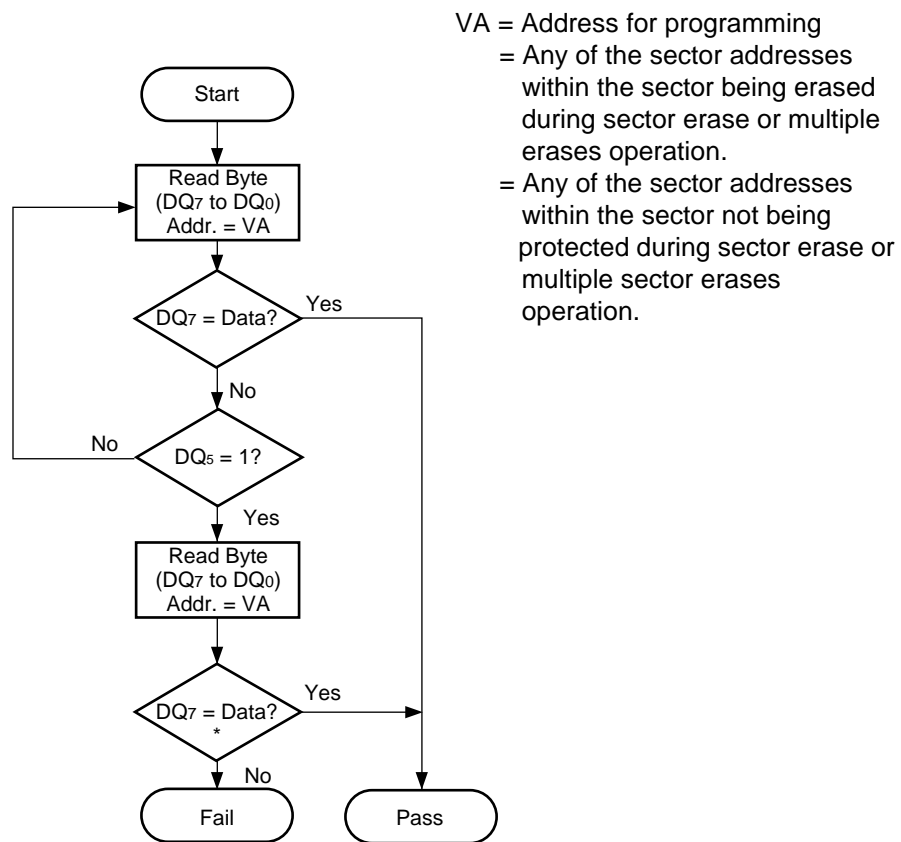 VA = Address for programming
= Any of the sector addresses
within the sector being erased
during sector erase or multiple
erases operation.
= Any of the sector addresses
within the sector not being
protected during sector erase or
multiple sector erases
operation.
Start
Read Byte
(DQ7 to DQ0)
Addr. = VA
DQ7 = Data?
Yes
No
DQ5 = 1?
No
Yes
Read Byte
(DQ7 to DQ0)
Addr. = VA
DQ7 = Data?
*
Yes
No
Fail
Pass